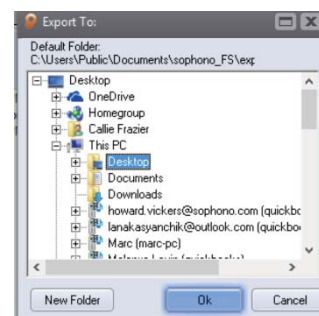 Export To:
Default Folder:
C:\Users\Public\Documents\sophono_FS\exp
Desktop
OneDrive
Homegroup
Callie Frazier
This PC
Desktop
Documents
Downloads
howard.vickers@sophono.com (quickbo
lanakasyanchik@outlook.com (quickbo
Marc (marc-pc)
New Folder
Ok
Cancel